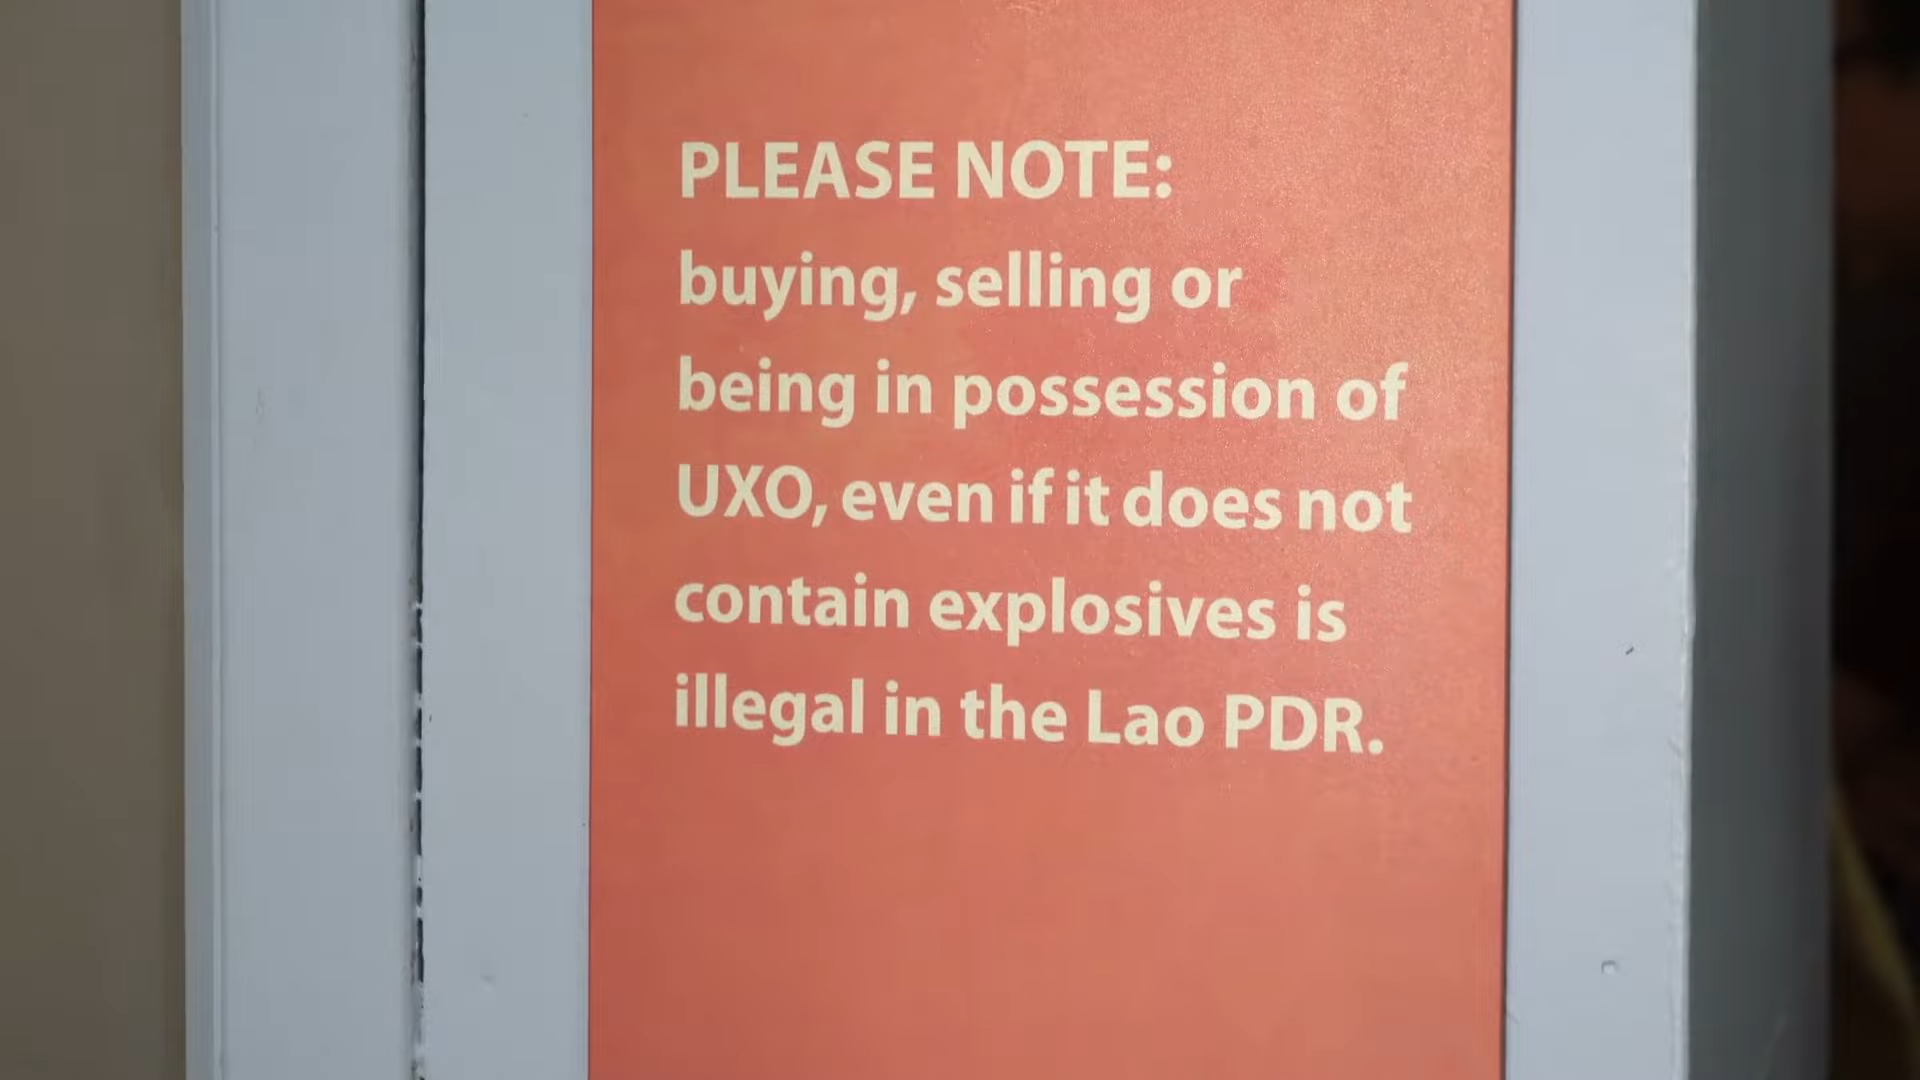 PLEASE NOTE:
buying, selling or
being in possession of
UXO, even if it does not
contain explosives is
illegal in the Lao PDR.